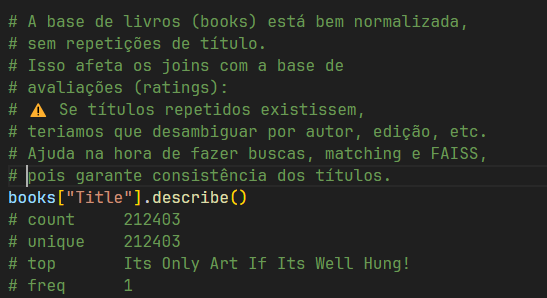 # A base de livros (books) está bem normalizada,
# sem repetições de título.
# Isso afeta os joins com a base de
# avaliações (ratings):
# ⚠️ Se títulos repetidos existissem,
# teriamos que desambiguar por autor, edição, etc.
# Ajuda na hora de fazer buscas, matching e FAISS,
# pois garante consistência dos títulos.
books["Title"].describe()
# count     212403
# unique    212403
# top       Its Only Art If Its Well Hung!
# freq      1